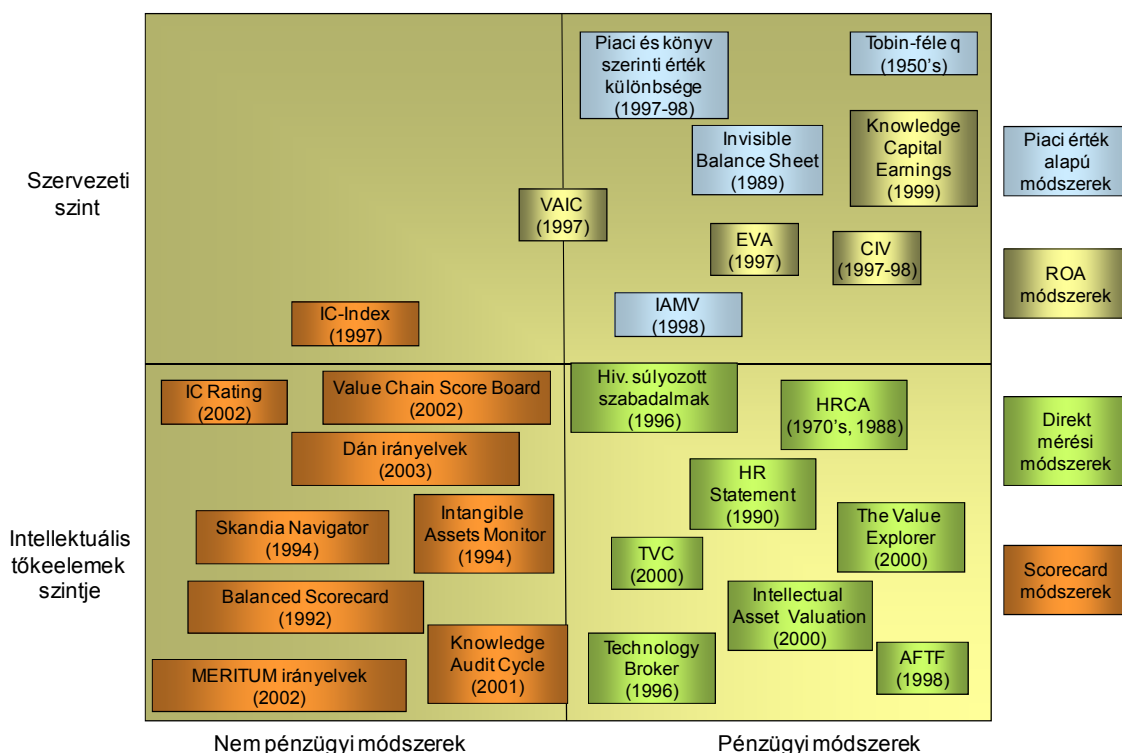 Piaci és könyv
szerinti érték
különbsége
(1997-98)
Tobin-féle q
(1950's)
Invisible
Balance Sheet
(1989)
Knowledge
Capital
Earnings
(1999)
Piaci érték
alapú
módszerek
Szervezeti
szint
VAIC
(1997)
EVA
(1997)
CIV
(1997-98)
ROA
módszerek
IC-Index
(1997)
IAMV
(1998)
IC Rating
(2002)
Value Chain Score Board
(2002)
Hiv. súlyozott
szabadalmak
(1996)
HRCA
(1970's, 1988)
Direkt
mérési
módszerek
Dán irányelvek
(2003)
HR
Statement
(1990)
Intellektuális
tőkeelemek
szintje
Skandia Navigator
(1994)
Intangible
Assets Monitor
(1994)
The Value
Explorer
(2000)
TVC
(2000)
Scorecard
módszerek
Balanced Scorecard
(1992)
Intellectual
Asset Valuation
(2000)
Knowledge
Audit Cycle
(2001)
Technology
Broker
(1996)
AFTF
(1998)
MERITUM irányelvek
(2002)
Nem pénzügyi módszerek
Pénzügyi módszerek